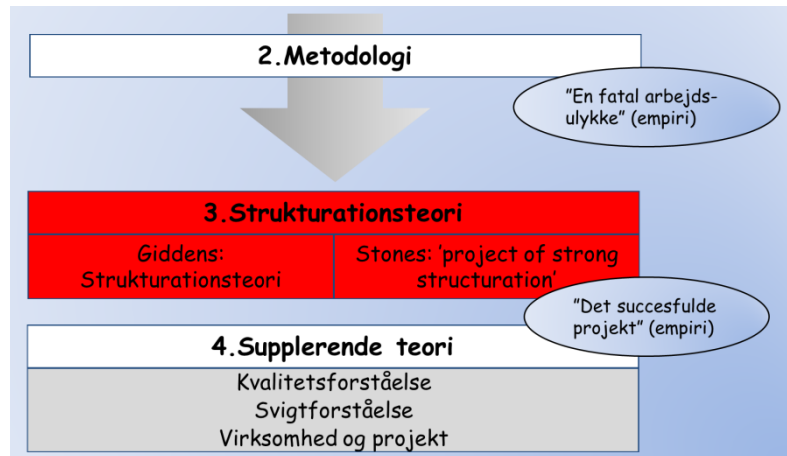 2.Metodologi
”En fatal arbejds-
ulykke” (empiri)
3.Strukturationsteori
Giddens:
Strukturationsteori
Stones: ’project of strong
structuration’
”Det succesfulde
projekt” (empiri)
4.Supplerende teori
Kvalitetsforståelse
Svigtforståelse
Virksomhed og projekt